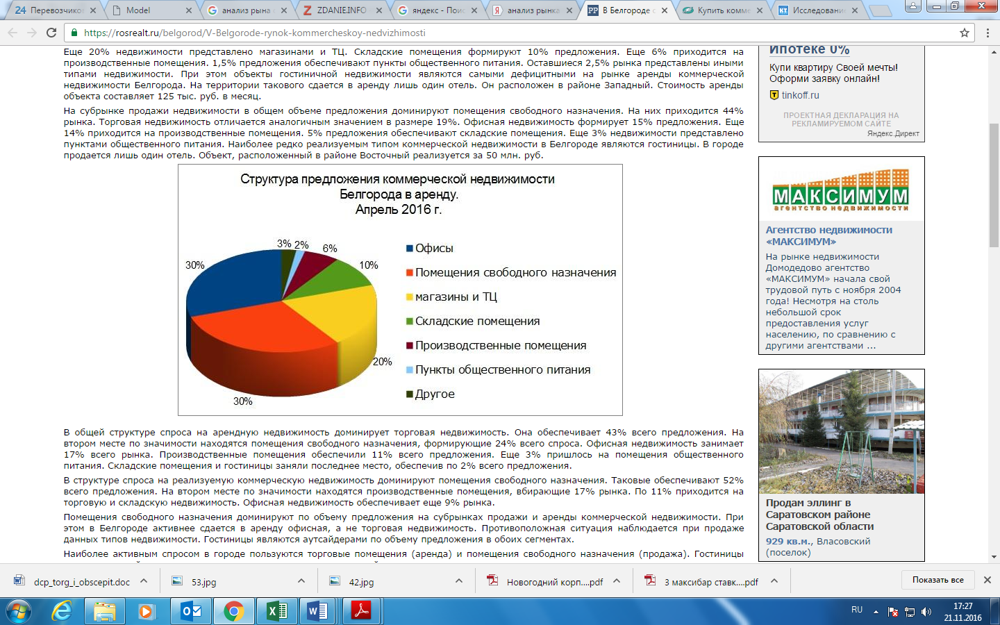 24 Перевозчиков
Model
анализ рына
ZDANIE.INFO
яндекс - Поис
анализ рынка
В Белгороде с
Купить комме
Исследование
https://rosrealt.ru/belgorod/V-Belgorode-rynok-kommercheskoy-nedvizhimosti
Еще 20% недвижимости представлено магазинами и ТЦ. Складские помещения формируют 10% предложения. Еще 6% приходится на
производственные помещения. 1,5% предложения обеспечивают пункты общественного питания. Оставшиеся 2,5% рынка представлены иными
типами недвижимости. При этом объекты гостиничной недвижимости являются самыми дефицитными на рынке аренды коммерческой
недвижимости Белгорода. На территории такового сдается в аренду лишь один отель. Он расположен в районе Западный. Стоимость аренды
объекта составляет 125 тыс. руб. в месяц.
На субрынке продажи недвижимости в общем объеме предложения доминируют помещения свободного назначения. На них приходится 44%
рынка. Торговая недвижимость отличается аналогичным значением в размере 19%. Офисная недвижимость формирует 15% предложения. Еще
14% приходится на производственные помещения. 5% предложения обеспечивают складские помещения. Еще 3% недвижимости представлено
пунктами общественного питания. Наиболее редко реализуемым типом коммерческой недвижимости в Белгороде являются гостиницы. В городе
продается лишь один отель. Объект, расположенный в районе Восточный реализуется за 50 млн. руб.
Структура предложения коммерческой недвижимости
Белгорода в аренду.
Апрель 2016 г.
3%
2%
6%
10%
20%
30%
30%
Офисы
Помещения свободного назначения
магазины и ТЦ
Складские помещения
Производственные помещения
Пункты общественного питания
Другое
В общей структуре спроса на арендную недвижимость доминирует торговая недвижимость. Она обеспечивает 43% всего предложения. На
втором месте по значимости находятся помещения свободного назначения, формирующие 24% всего спроса. Офисная недвижимость занимает
17% всего рынка. Производственные помещения обеспечили 11% всего предложения. Еще 3% пришлось на помещения общественного
питания. Складские помещения и гостиницы заняли последнее место, обеспечив по 2% всего предложения.
В структуре спроса на реализуемую коммерческую недвижимость доминируют помещения свободного назначения. Таковые обеспечивают 52%
всего предложения. На втором месте по значимости находятся производственные помещения, вбирающие 17% рынка. По 11% приходится на
торговую и складскую недвижимость. Офисная недвижимость обеспечивает еще 9% рынка.
Помещения свободного назначения доминируют по объему предложения на субрынках продажи и аренды коммерческой недвижимости. При
этом в Белгороде активнее сдается в аренду офисная, а не торговая недвижимость. Противоположная ситуация наблюдается при продаже
данных типов недвижимости. Гостиницы являются аутсайдерами по объему предложения в обоих сегментах.
Наиболее активным спросом в городе пользуются торговые помещения (аренда) и помещения свободного назначения (продажа). Гостиницы
Ипотеке 0%
Купи квартиру Своей мечты!
Оформи заявку онлайн!
tinkoff.ru
ПРОЕКТНАЯ ДЕКЛАРАЦИЯ НА
РЕКЛАМИРУЕМОМ САЙТЕ
Яндекс.Директ
МАКСИМУМ
агентство недвижимости
Агентство недвижимости
«МАКСИМУМ»
На рынке недвижимости
Домодедово агентство
«МАКСИМУМ» начала свой
трудовой путь с ноября 2004
года! Несмотря на столь
небольшой срок
предоставления услуг
населению, по сравнению с
другими агентствами ...
Продам эллинг в
Саратовском районе
Саратовской области
929 кв.м., Власовский
(поселок)
dcp_torg_i_obscepit.doc
53.jpg
42.jpg
Новогодний корп....pdf
3 максибар ставк....pdf
Показать все
RU
17:27
21.11.2016